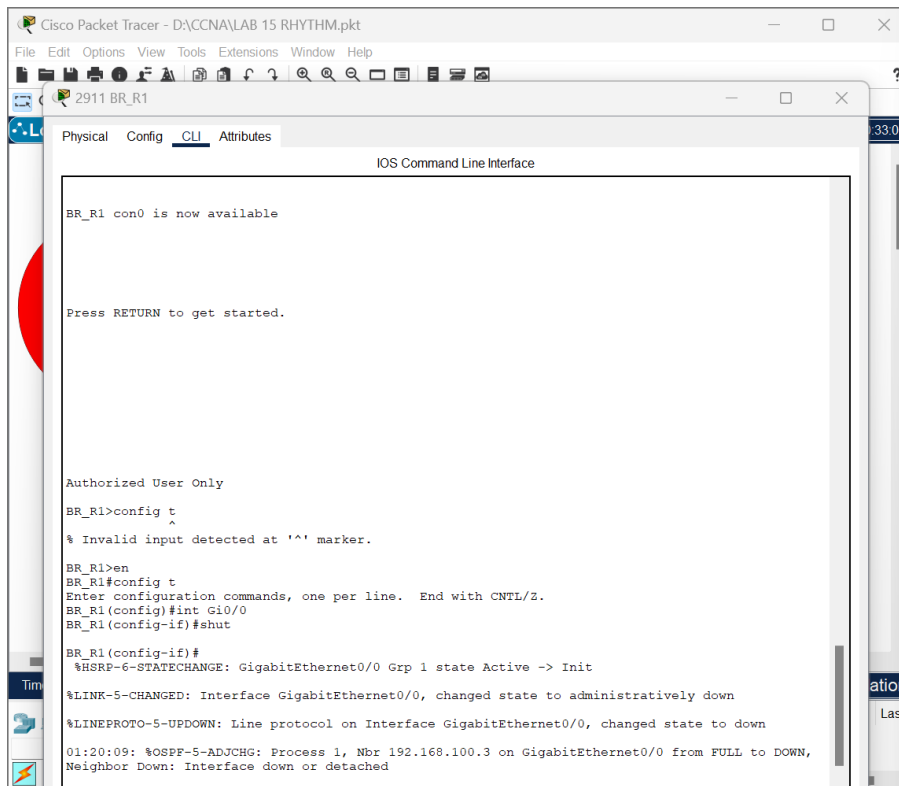 Cisco Packet Tracer - D:\CCNA\LAB 15 RHYTHM.pkt
File Edit Options View Tools Extensions Window Help
2911 BR_R1
Physical Config CLI Attributes
:33:0
IOS Command Line Interface
BR_R1 con0 is now available
Press RETURN to get started.
Authorized User Only
BR_R1>config t
^
% Invalid input detected at '^' marker.
BR_R1>en
BR_R1#config t
Enter configuration commands, one per line. End with CNTL/Z.
BR_R1(config)#int Gi0/0
BR_R1(config-if)#shut
BR_R1(config-if)#
%HSRP-6-STATECHANGE: GigabitEthernet0/0 Grp 1 state Active -> Init
%LINK-5-CHANGED: Interface GigabitEthernet0/0, changed state to administratively down
%LINEPROTO-5-UPDOWN: Line protocol on Interface GigabitEthernet0/0, changed state to down
01:20:09: %OSPF-5-ADJCHG: Process 1, Nbr 192.168.100.3 on GigabitEthernet0/0 from FULL to DOWN,
Neighbor Down: Interface down or detached